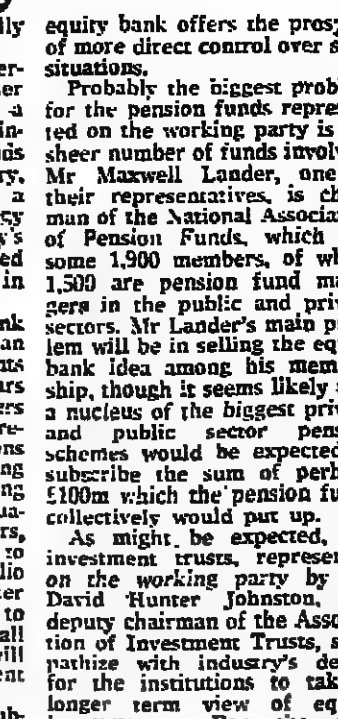 equity bank offers the pros
of more direct control over s
situations.
Probably the biggest prob
for the pension funds repre
ted on the working party is
sheer number of funds invol
Mr Maxwell Lander, one
their representatives, is ch
man of the National Associa
of Pension Funds, which
some 1,900 members, of wh
1,500 are pension fund ma
gers in the public and priv
sectors. Mr Lander's main p
lem will be in selling the equ
bank idea among his mem
ship, though it seems likely
a nucleus of the biggest priv
and public sector pens
schemes would be expected
subscribe the sum of perh
£100m which the pension fu
collectively would put up.
As might be expected,
investment trusts, represen
on the working party by
David Hunter Johnston,
deputy chairman of the Asso
tion of Investment Trusts, s
pathize with industry's de
for the institutions to tak
longer term view of eq